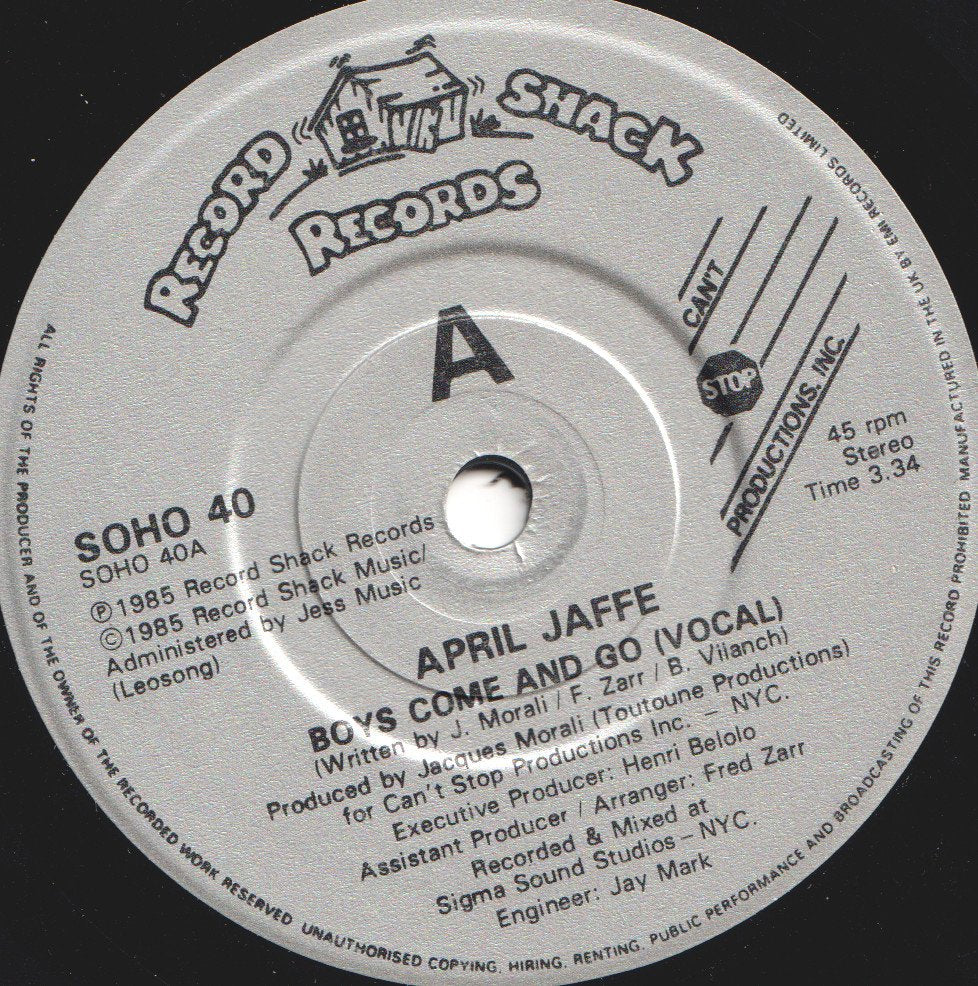 RECORD SHACK
RECORDS
CAN'T
STOP
PRODUCTIONS, INC.
A
45 rpm
Stereo
Time 3.34
SOHO 40
SOHO 40A
Ⓟ1985 Record Shack Records
©1985 Record Shack Music/
Administered by Jess Music
(Leosong)
APRIL JAFFE
BOYS COME AND GO (VOCAL)
(Written by J. Morali / F. Zarr / B. Vilanch)
Produced by Jacques Morali (Toutoune Productions)
for Can't Stop Productions Inc. – NYC.
Executive Producer: Henri Belolo
Assistant Producer / Arranger: Fred Zarr
Recorded & Mixed at
Sigma Sound Studios – NYC.
Engineer: Jay Mark
ALL RIGHTS OF THE PRODUCER AND OF THE OWNER OF THE RECORDED WORK RESERVED UNAUTHORISED COPYING, HIRING, RENTING, PUBLIC PERFORMANCE AND BROADCASTING OF THIS RECORD PROHIBITED. MANUFACTURED IN THE UK BY EMI RECORDS LIMITED